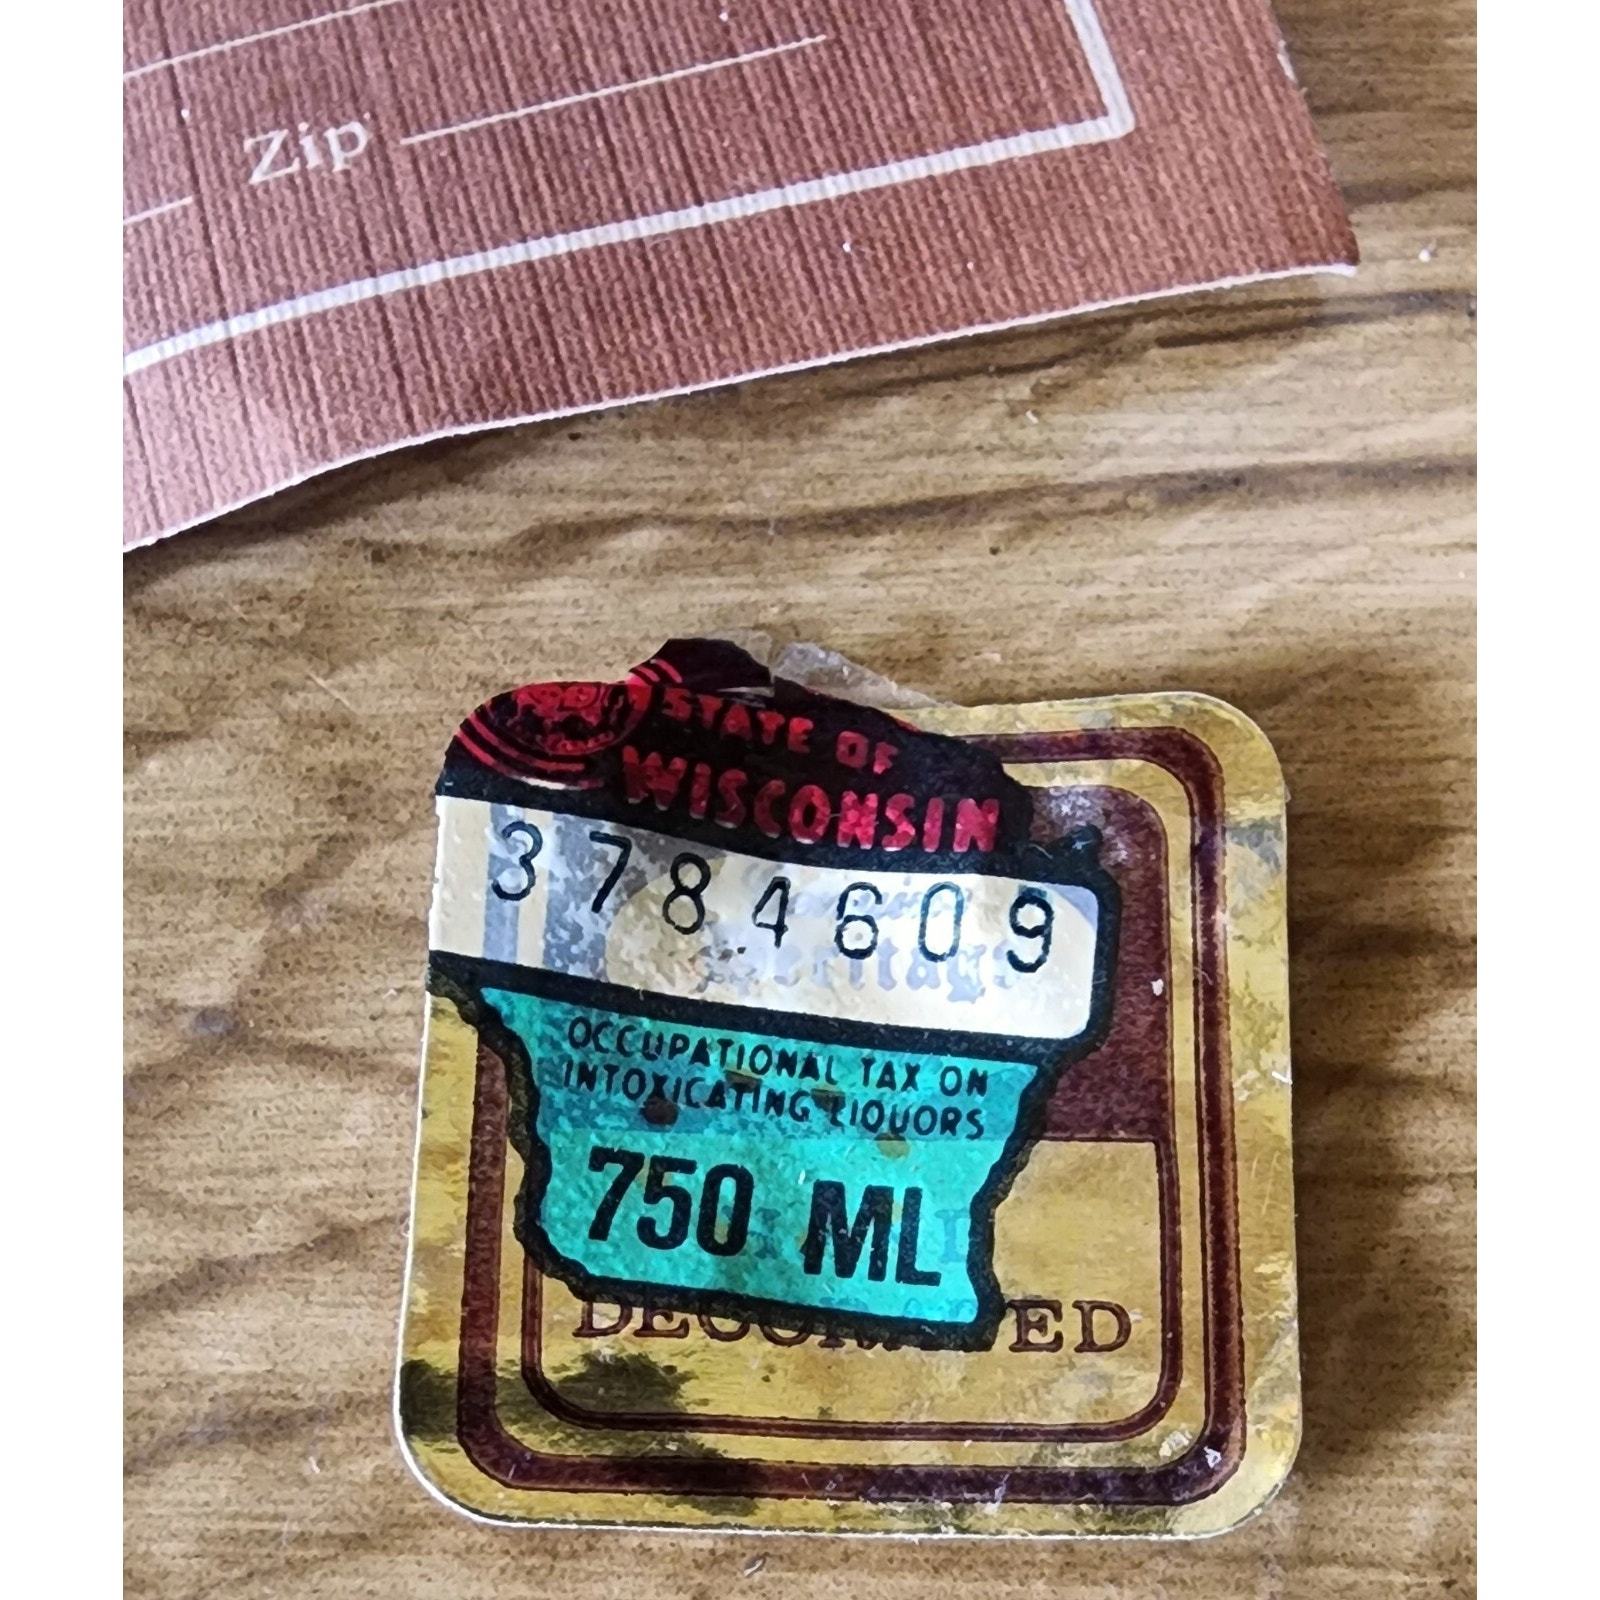 Zip
STATE OF
WISCONSIN
3784609
OCCUPATIONAL TAX ON
INTOXICATING LIQUORS
750 ML